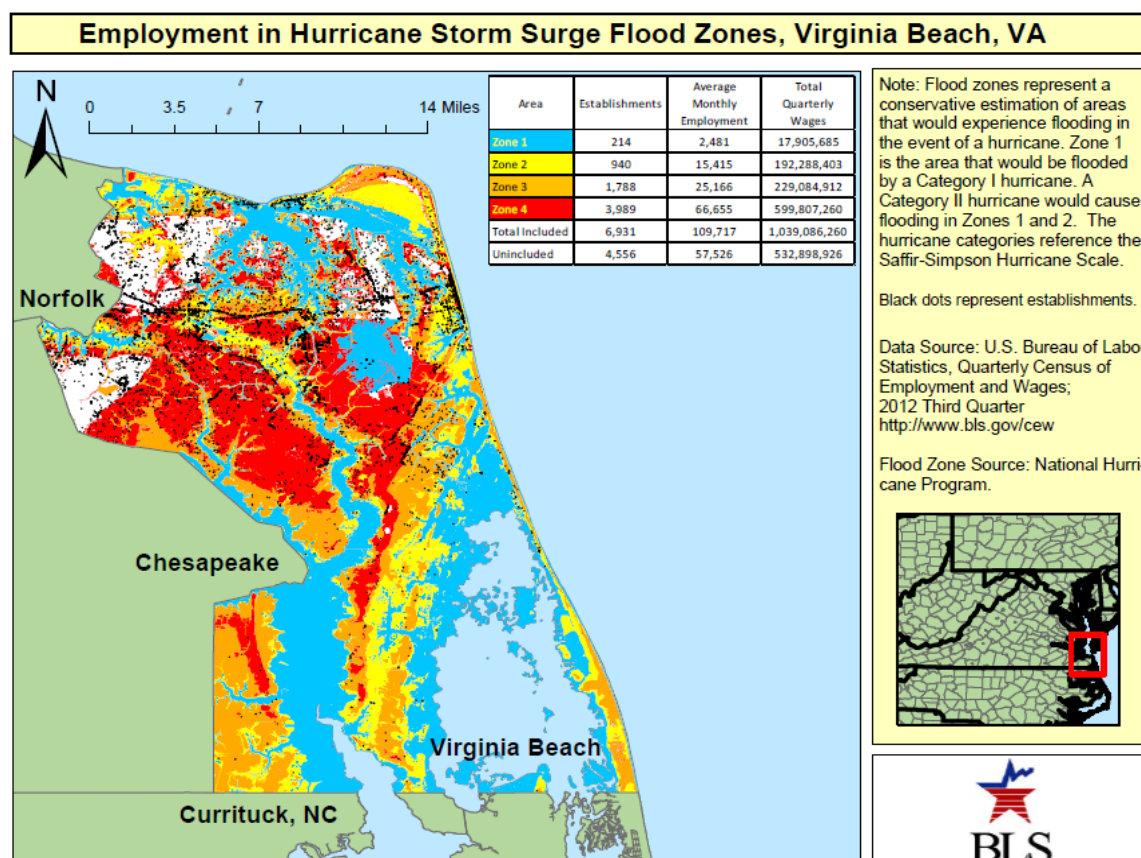 Employment in Hurricane Storm Surge Flood Zones, Virginia Beach, VA
N
0 3.5 7 14 Miles
Area Establishments Average Monthly Employment Total Quarterly Wages
Zone 1 214 2,481 17,905,685
Zone 2 940 15,415 192,288,403
Zone 3 1,788 25,166 229,084,912
Zone 4 3,989 66,655 599,807,260
Total Included 6,931 109,717 1,039,086,260
Unincluded 4,556 57,526 532,898,926
Norfolk
Chesapeake
Virginia Beach
Currituck, NC
Note: Flood zones represent a
conservative estimation of areas
that would experience flooding in
the event of a hurricane. Zone 1
is the area that would be flooded
by a Category I hurricane. A
Category II hurricane would cause
flooding in Zones 1 and 2. The
hurricane categories reference the
Saffir-Simpson Hurricane Scale.
Black dots represent establishments.
Data Source: U.S. Bureau of Labo
Statistics, Quarterly Census of
Employment and Wages;
2012 Third Quarter
http://www.bls.gov/cew
Flood Zone Source: National Hurri-
cane Program.
BLS